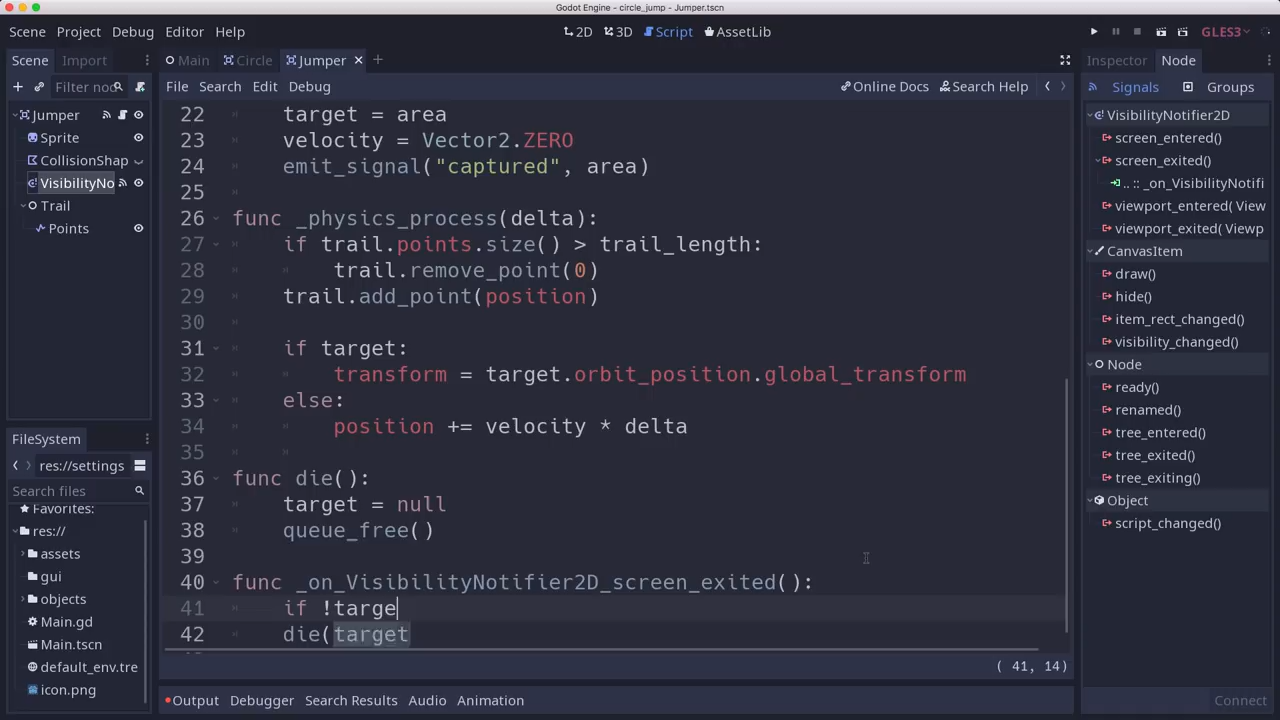 Godot Engine - circle_jump - Jumper.tscn
Scene Project Debug Editor Help
2D 3D Script AssetLib
GLES3
Scene Import
Filter nod
Jumper
Sprite
CollisionShap
VisibilityNo
Trail
Points
FileSystem
res://settings
Search files
Favorites:
res://
assets
gui
objects
Main.gd
Main.tscn
default_env.tre
icon.png
Main Circle Jumper
File Search Edit Debug
Online Docs Search Help
22 target = area
23 velocity = Vector2.ZERO
24 emit_signal("captured", area)
25
26 func _physics_process(delta):
27 if trail.points.size() > trail_length:
28 trail.remove_point(0)
29 trail.add_point(position)
30
31 if target:
32 transform = target.orbit_position.global_transform
33 else:
34 position += velocity * delta
35
36 func die():
37 target = null
38 queue_free()
39
40 func _on_VisibilityNotifier2D_screen_exited():
41 if !targe
42 die(target
( 41, 14)
Output Debugger Search Results Audio Animation
Inspector Node
Signals Groups
VisibilityNotifier2D
screen_entered()
screen_exited()
.. :: _on_VisibilityNotifi
viewport_entered( View
viewport_exited( Viewp
CanvasItem
draw()
hide()
item_rect_changed()
visibility_changed()
Node
ready()
renamed()
tree_entered()
tree_exited()
tree_exiting()
Object
script_changed()
Connect